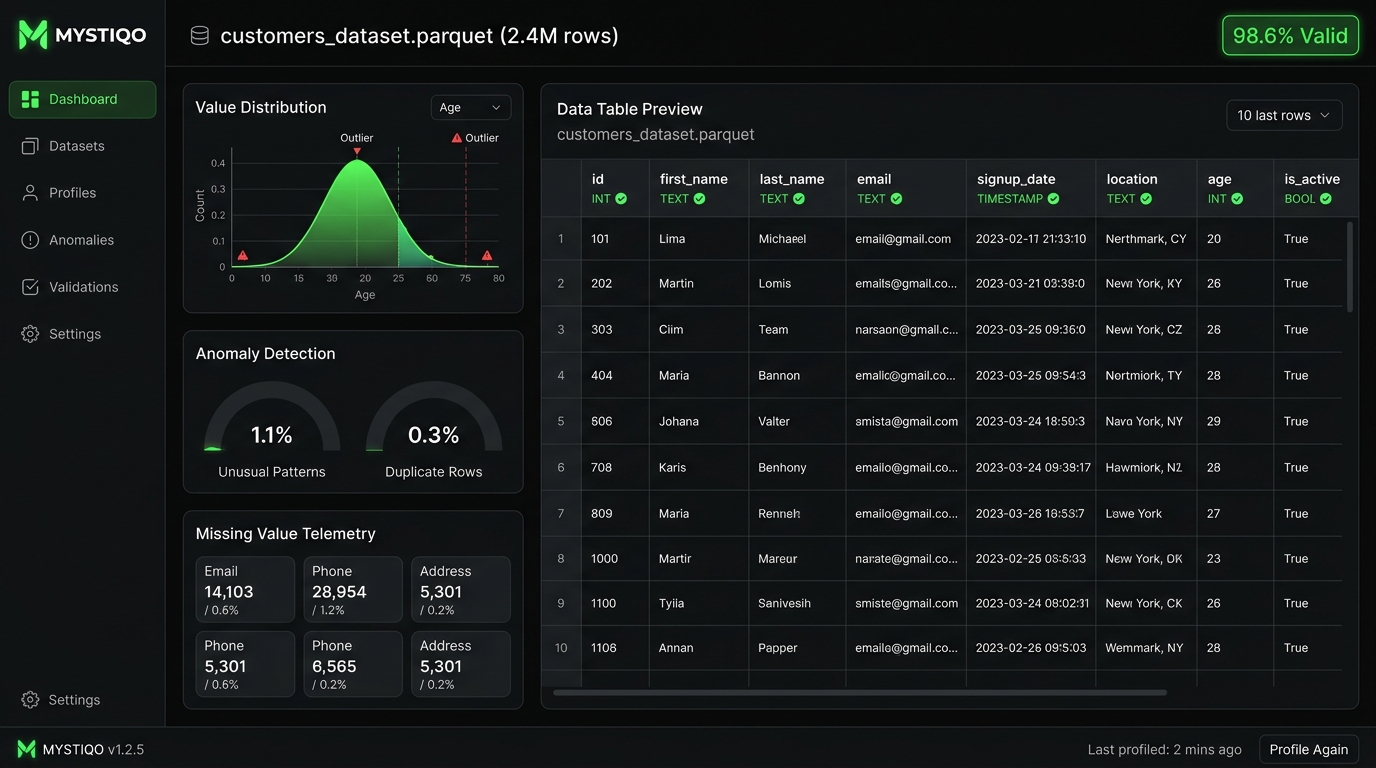 MYSTIQO
customers_dataset.parquet (2.4M rows)
98.6% Valid
Dashboard
Datasets
Profiles
Anomalies
Validations
Settings
Settings
Value Distribution
Age
Outlier
Outlier
Count
0.4
0.3
0.2
0.1
0
0 10 15 30 20 25 60 75 80
Age
Anomaly Detection
1.1%
Unusual Patterns
0.3%
Duplicate Rows
Missing Value Telemetry
Email
14,103
/ 0.6%
Phone
28,954
/ 1.2%
Address
5,301
/ 0.2%
Phone
5,301
/ 0.6%
Phone
6,565
/ 0.2%
Address
5,301
/ 0.2%
Data Table Preview
customers_dataset.parquet
10 last rows
id first_name last_name email signup_date location age is_active
INT TEXT TEXT TEXT TIMESTAMP TEXT INT BOOL
1 101 Lima Michaeel email@gmail.com 2023-02-17 21:33:10 Nerthmark, CY 20 True
2 202 Martin Lomis emails@gmail.co... 2023-03-21 03:38:0 New York, KY 26 True
3 303 Ciim Team narsaon@gmall.c... 2023-03-25 09:36:0 New York, CZ 26 True
4 404 Maria Bannon emailc@gmail.co... 2023-03-25 09:54:3 Nortmiork, TY 28 True
5 606 Johana Valter smista@gmail.com 2023-03-24 18:50:3 Nava York, NY 29 True
6 708 Karis Benhony emailo@gmail.co... 2023-03-24 09:39:17 Hawmiork, NZ 28 True
7 809 Maria emailo@gmail.co... 2023-03-26 18:53:7 Lowe York 27 True
8 1000 Martir Mareur narate@gmail.co... 2023-02-25 08:5:33 New York, OK 23 True
9 1100 Tyila Sanivesih smiste@gmail.com 2023-03-24 08:02:31 New York, CK 26 True
10 1106 Annan Papper emailo@gmail.co... 2023-02-26 09:5:03 Wemmark, NY 28 True
MYSTIQO v1.2.5
Last profiled: 2 mins ago
Profile Again